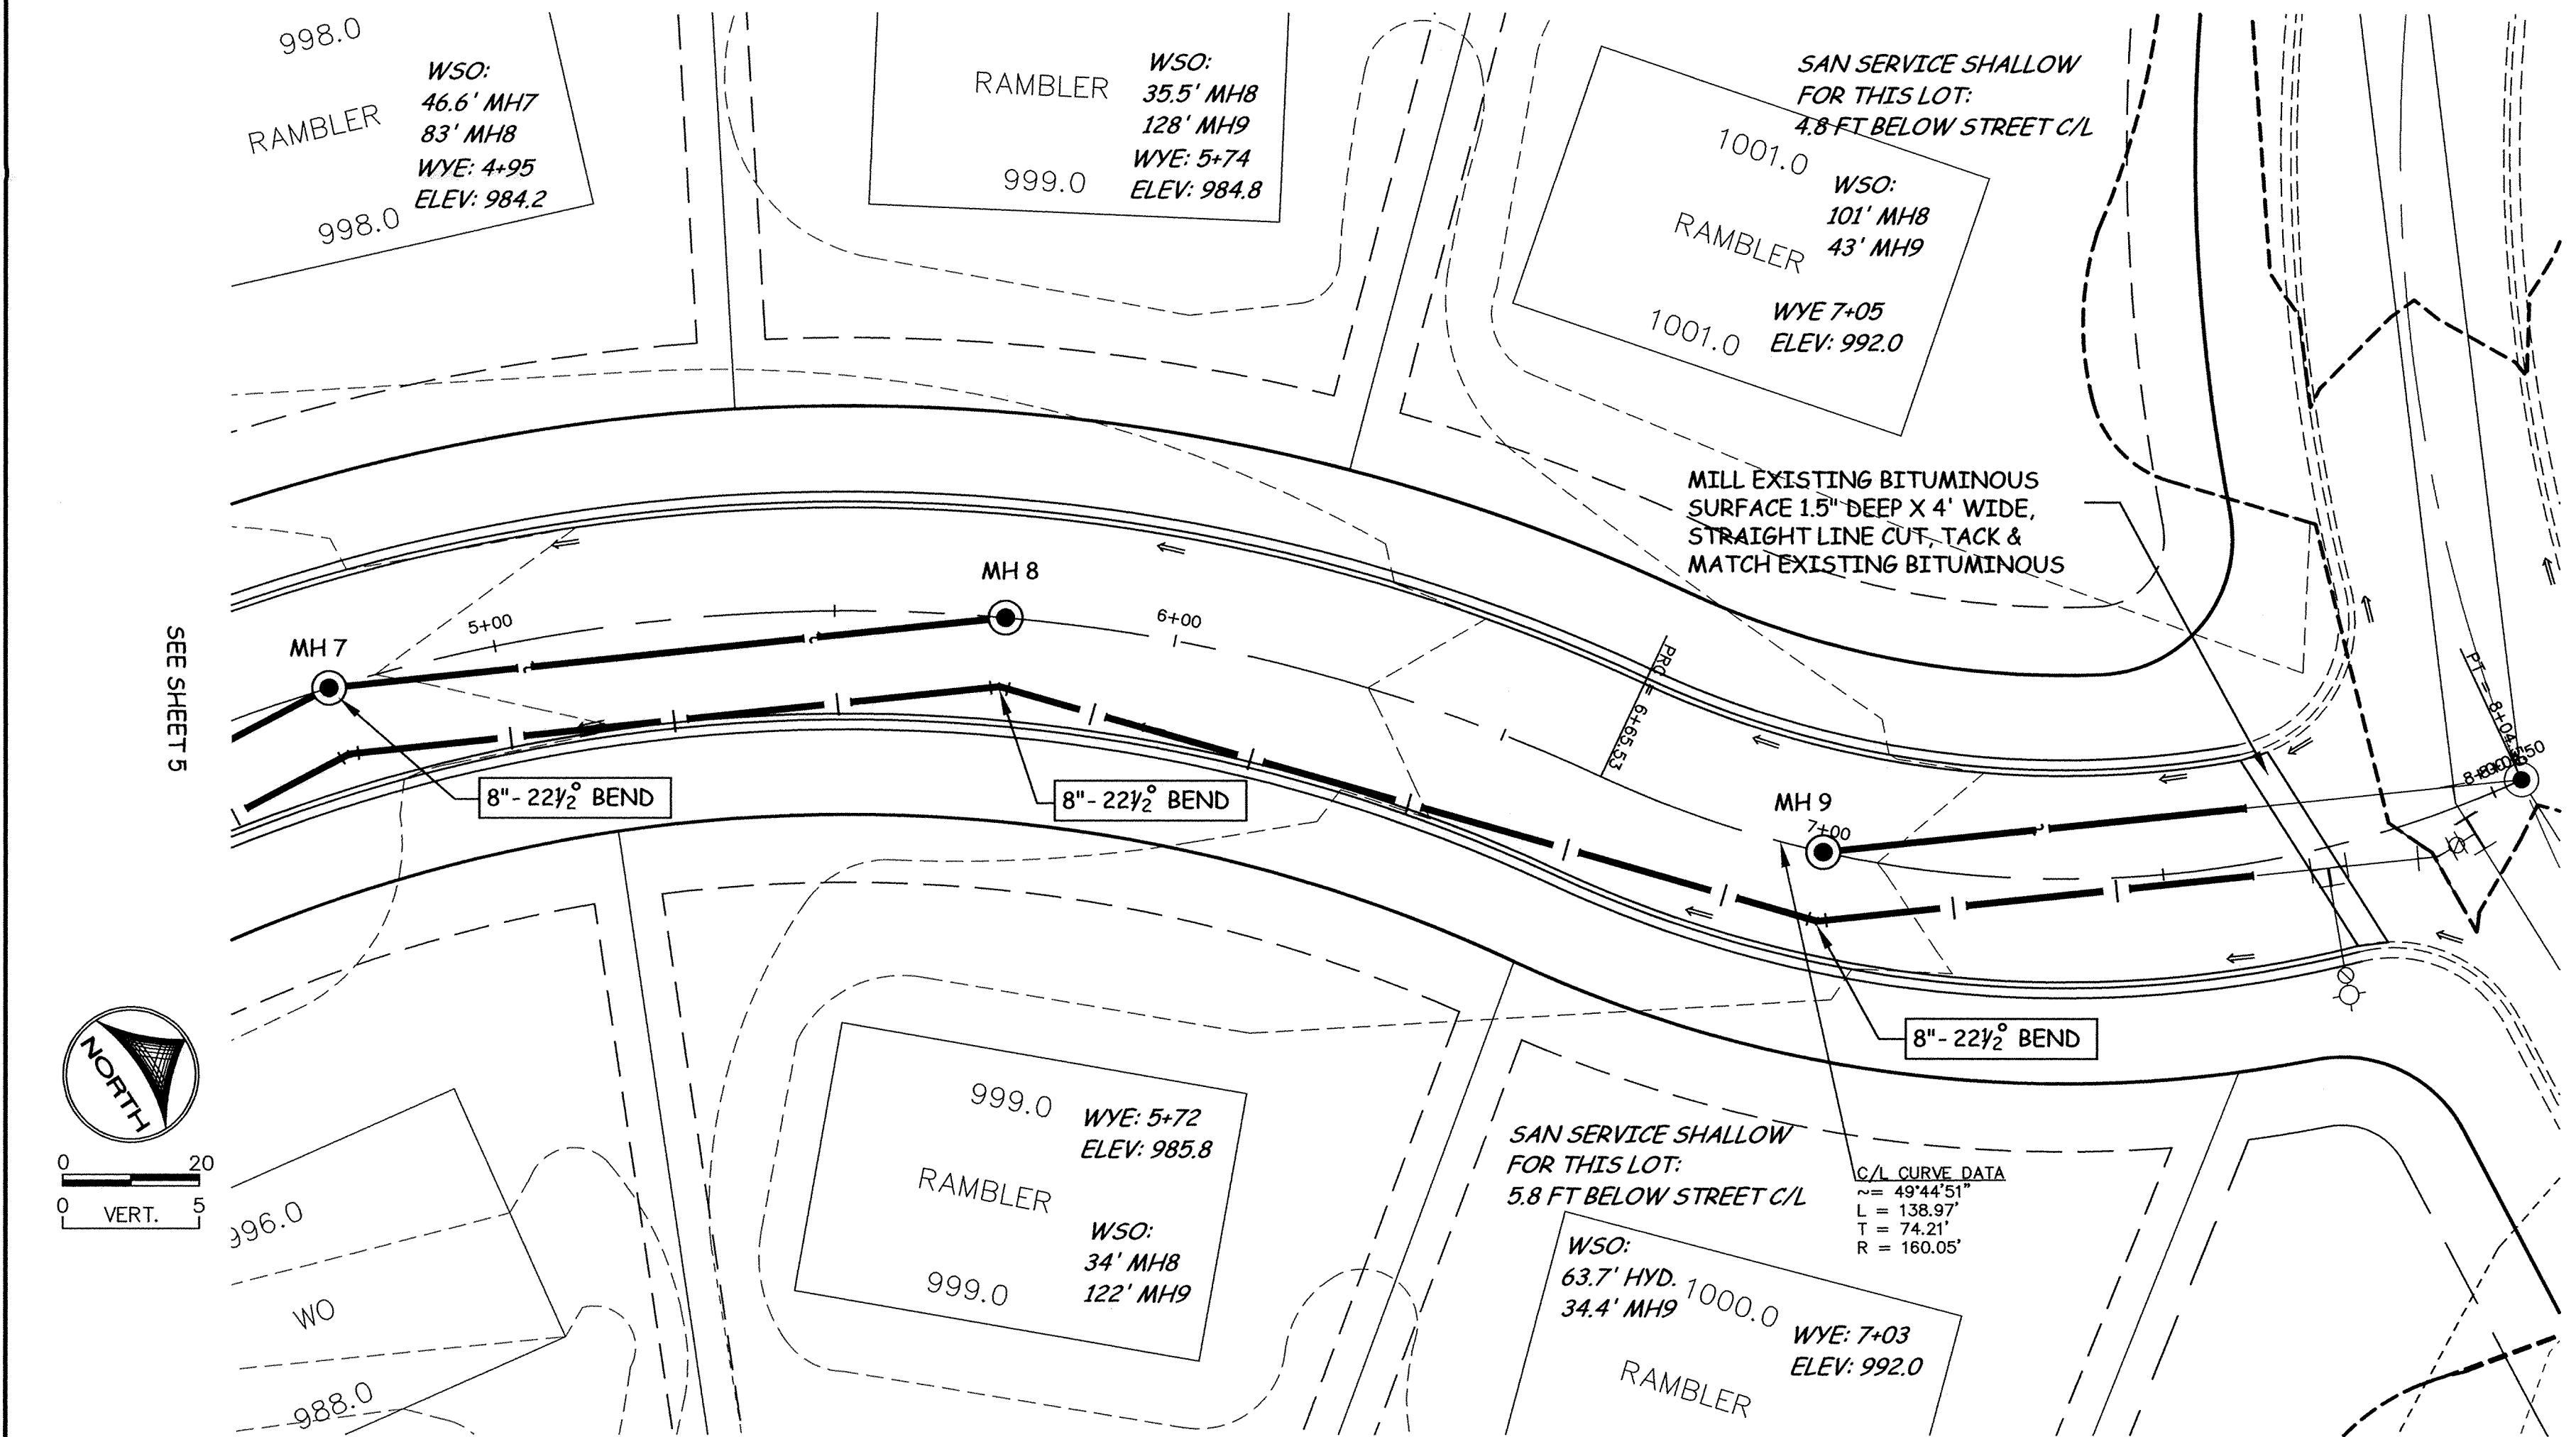 998.0
RAMBLER
998.0
WSO:
46.6' MH7
83' MH8
WYE: 4+95
ELEV: 984.2
RAMBLER
999.0
WSO:
35.5' MH8
128' MH9
WYE: 5+74
ELEV: 984.8
SAN SERVICE SHALLOW
FOR THIS LOT:
4.8 FT BELOW STREET C/L
1001.0
RAMBLER
1001.0
WSO:
101' MH8
43' MH9
WYE 7+05
ELEV: 992.0
MILL EXISTING BITUMINOUS
SURFACE 1.5" DEEP X 4' WIDE,
STRAIGHT LINE CUT, TACK &
MATCH EXISTING BITUMINOUS
SEE SHEET 5
MH 7
5+00
MH 8
6+00
PRC = 6+65.53
MH 9
7+00
8"- 22½° BEND
8"- 22½° BEND
8"- 22½° BEND
NORTH
0 20
0 VERT. 5
996.0
WO
988.0
999.0
RAMBLER
999.0
WYE: 5+72
ELEV: 985.8
WSO:
34' MH8
122' MH9
SAN SERVICE SHALLOW
FOR THIS LOT:
5.8 FT BELOW STREET C/L
WSO:
63.7' HYD.
34.4' MH9
1000.0
RAMBLER
WYE: 7+03
ELEV: 992.0
C/L CURVE DATA
~= 49°44'51"
L = 138.97'
T = 74.21'
R = 160.05'